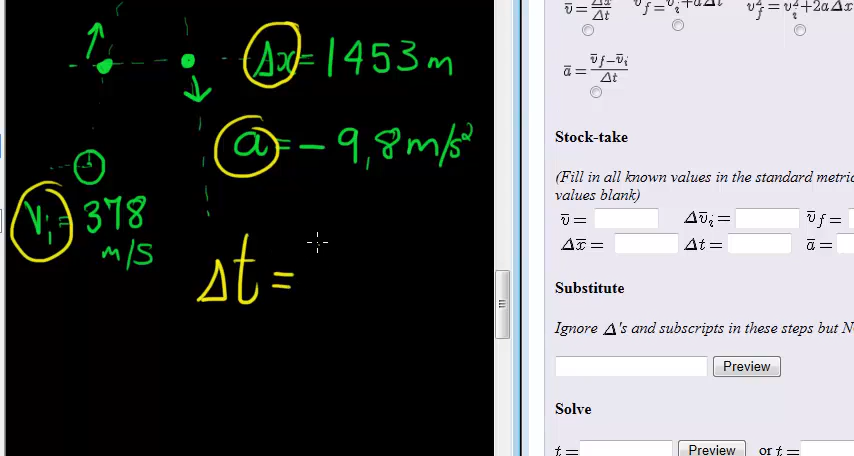 Δx = 1453 m
a = - 9,8 m/s²
Vi = 378
m/s
Δt =
v̄ = Δx/Δt
v_f = v_i + aΔt
v_f² = v_i² + 2aΔx
ā = (v̄_f − v̄_i)/Δt
Stock-take
(Fill in all known values in the standard metric
values blank)
v̄ = Δv̄_i = v̄_f =
Δx̄ = Δt = ā =
Substitute
Ignore Δ's and subscripts in these steps but
Preview
Solve
t = Preview or t =